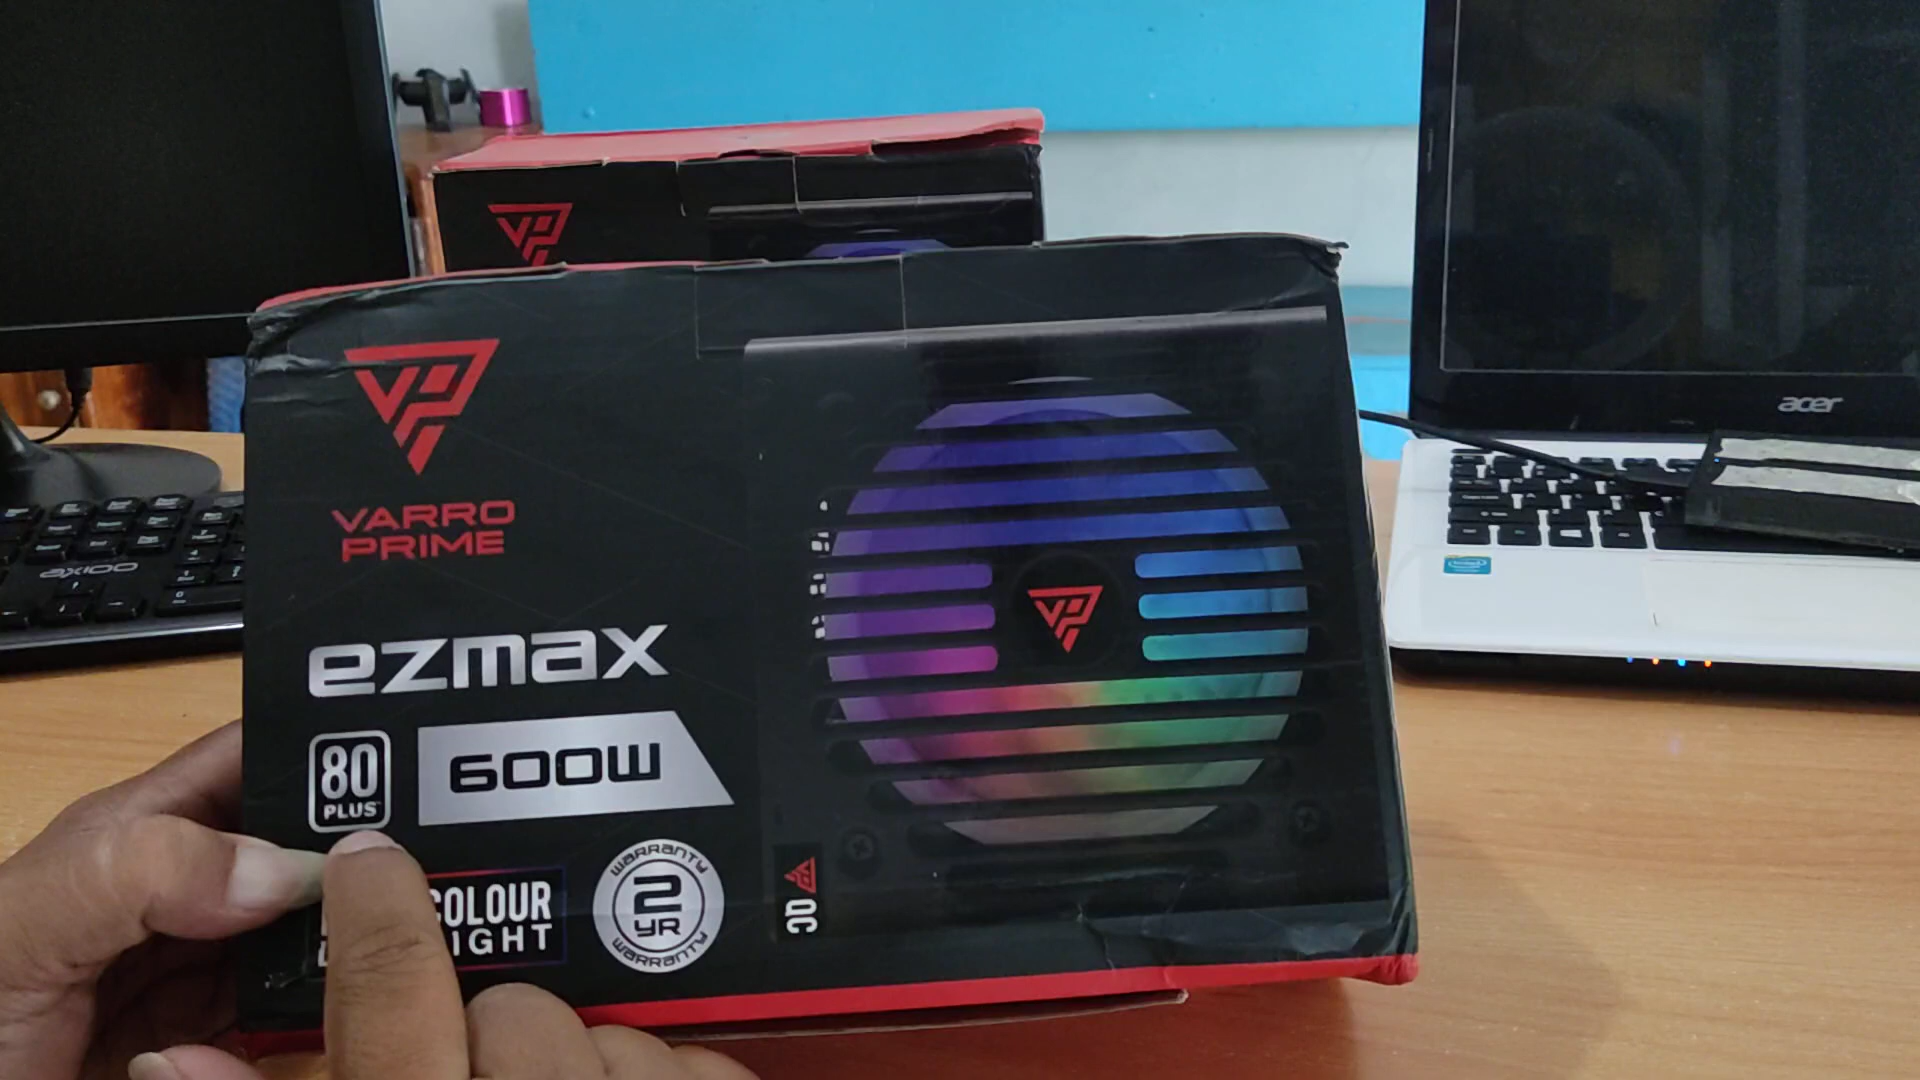 VARRO
PRIME
ezmax
80
PLUS
600W
COLOUR
IGHT
WARRANTY
2
YR
WARRANTY
acer
AXIOO